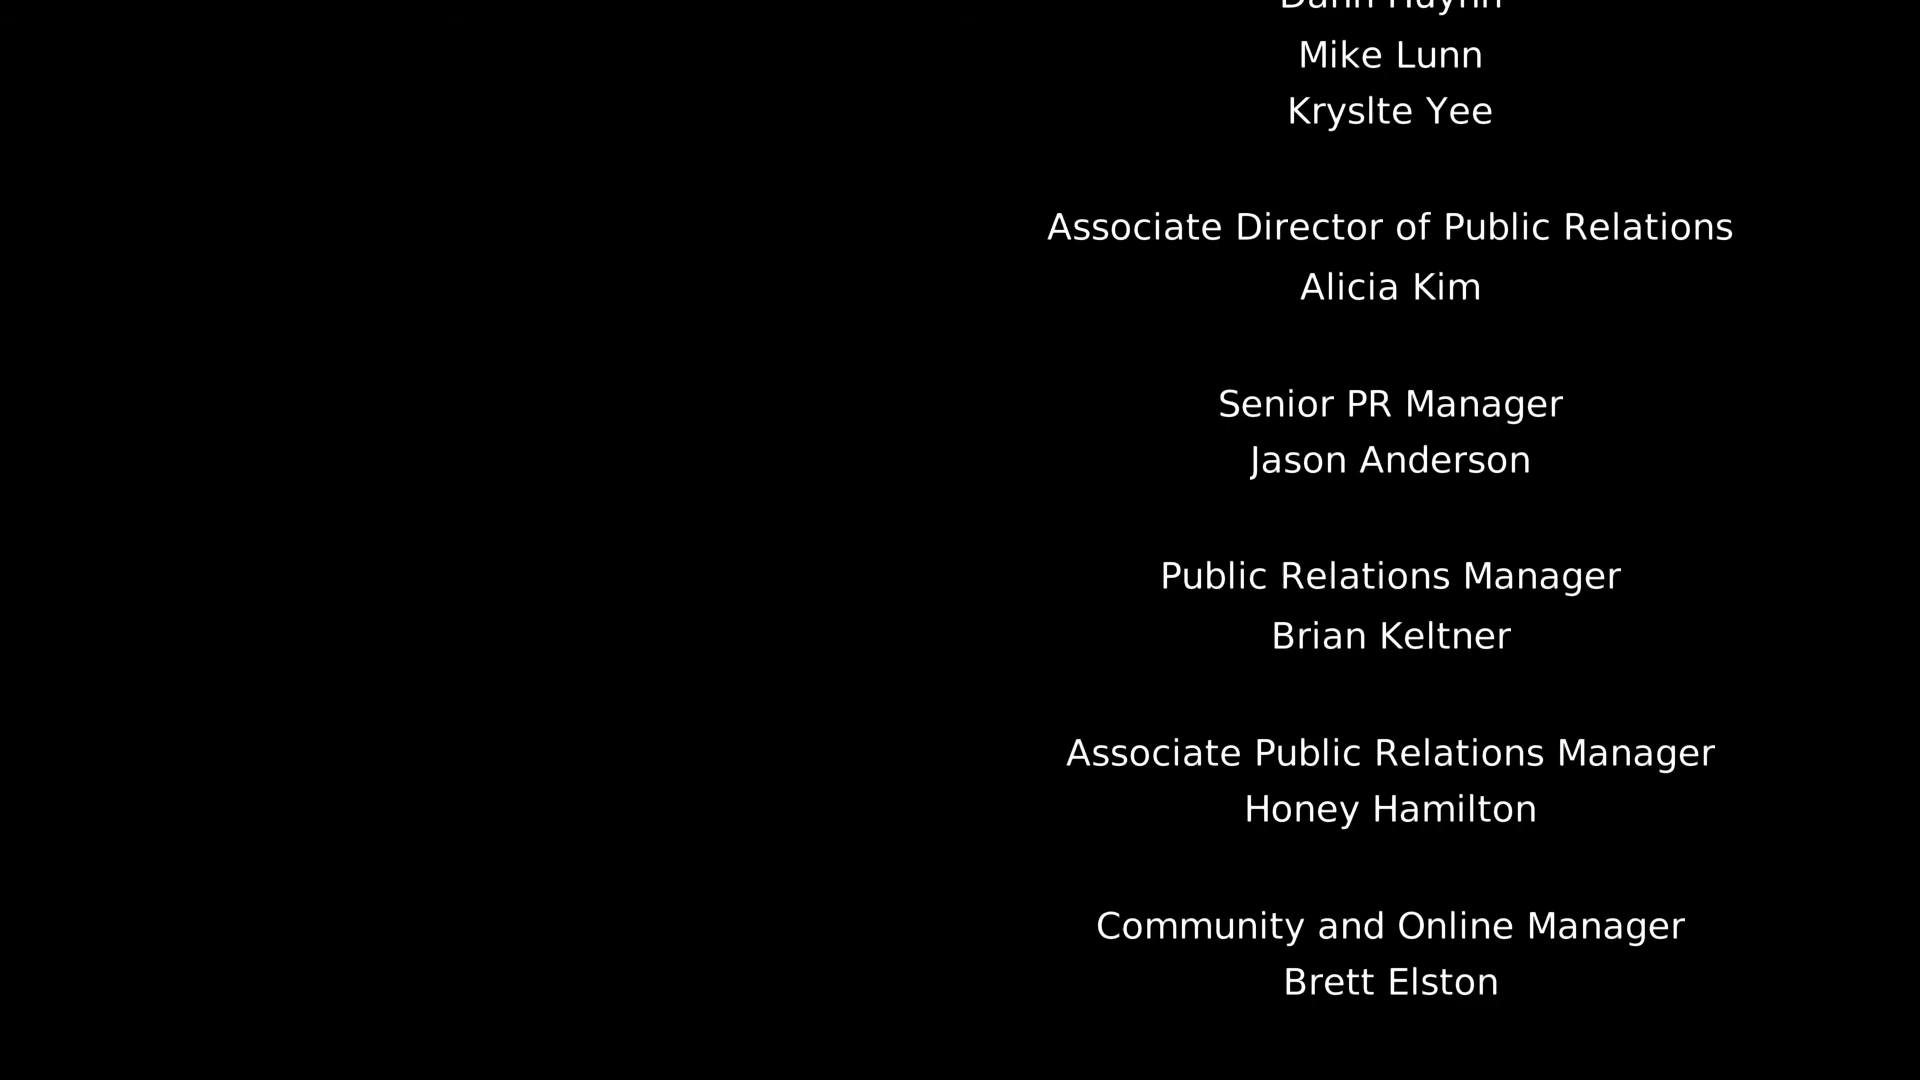 Mike Lunn
Kryslte Yee
Associate Director of Public Relations
Alicia Kim
Senior PR Manager
Jason Anderson
Public Relations Manager
Brian Keltner
Associate Public Relations Manager
Honey Hamilton
Community and Online Manager
Brett Elston